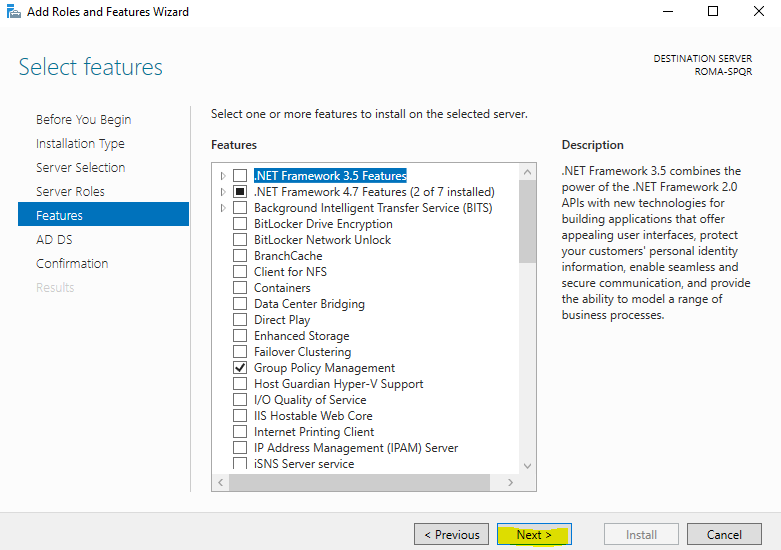 Add Roles and Features Wizard
Select features
DESTINATION SERVER
ROMA-SPQR
Before You Begin
Installation Type
Server Selection
Server Roles
Features
AD DS
Confirmation
Results
Select one or more features to install on the selected server.
Features
.NET Framework 3.5 Features
.NET Framework 4.7 Features (2 of 7 installed)
Background Intelligent Transfer Service (BITS)
BitLocker Drive Encryption
BitLocker Network Unlock
BranchCache
Client for NFS
Containers
Data Center Bridging
Direct Play
Enhanced Storage
Failover Clustering
Group Policy Management
Host Guardian Hyper-V Support
I/O Quality of Service
IIS Hostable Web Core
Internet Printing Client
IP Address Management (IPAM) Server
iSNS Server service
Description
.NET Framework 3.5 combines the
power of the .NET Framework 2.0
APIs with new technologies for
building applications that offer
appealing user interfaces, protect
your customers' personal identity
information, enable seamless and
secure communication, and provide
the ability to model a range of
business processes.
< Previous
Next >
Install
Cancel